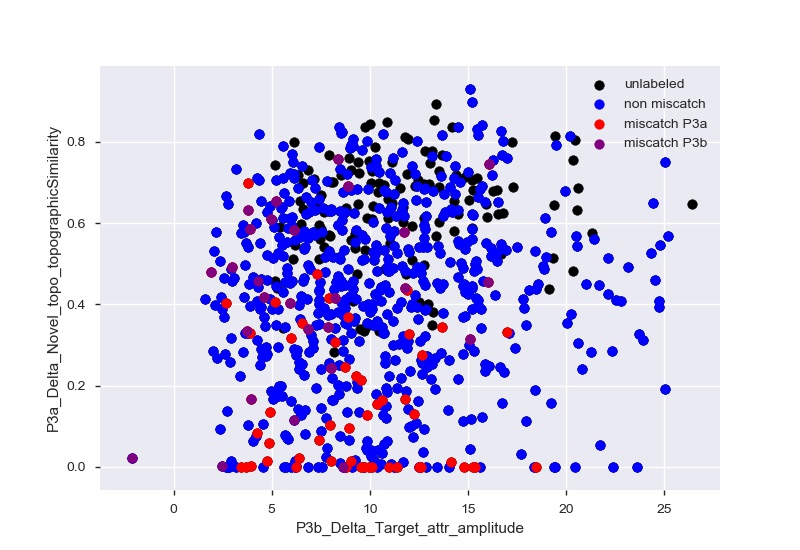 unlabeled
non miscatch
miscatch P3a
miscatch P3b
0.8
0.6
0.4
0.2
0.0
P3a_Delta_Novel_topo_topographicSimilarity
0 5 10 15 20 25
P3b_Delta_Target_attr_amplitude